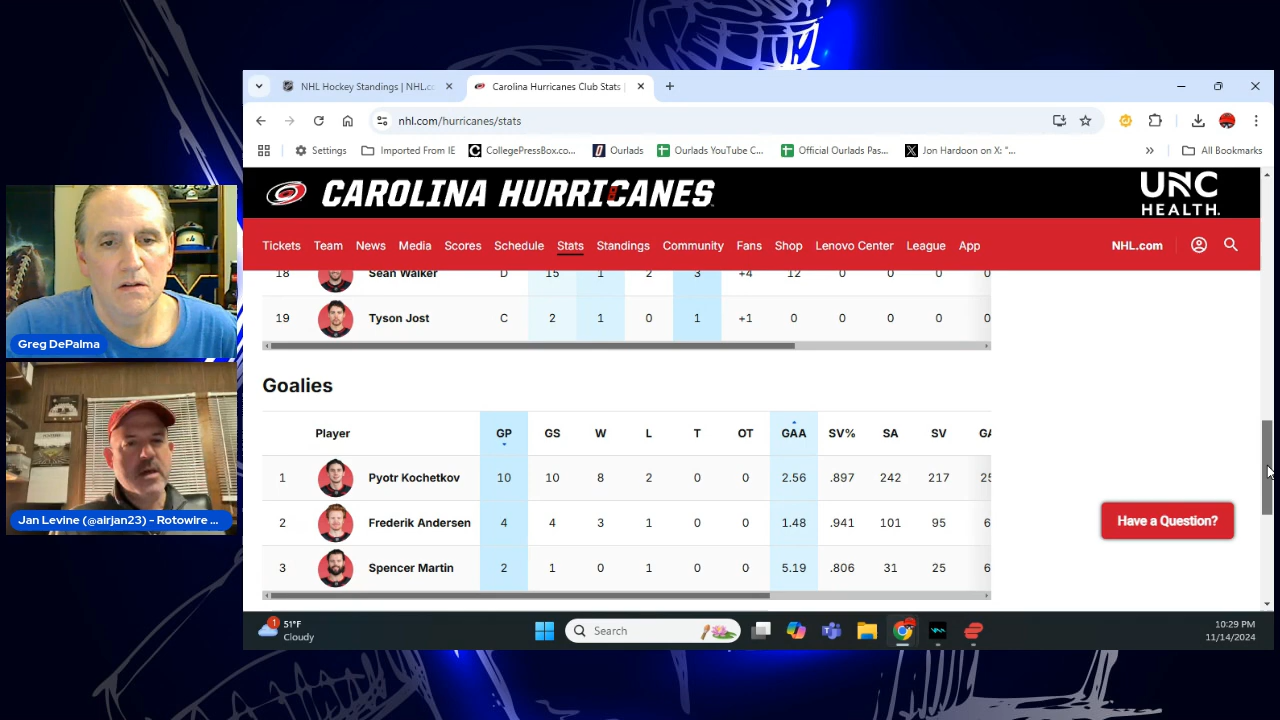 NHL Hockey Standings | NHL.c
Carolina Hurricanes Club Stats |
nhl.com/hurricanes/stats
Settings
Imported From IE
CollegePressBox.co...
Ourlads
Ourlads YouTube C...
Official Ourlads Pas...
Jon Hardoon on X: "...
All Bookmarks
CAROLINA HURRICANES
UNC
HEALTH.
Tickets Team News Media Scores Schedule Stats Standings Community Fans Shop Lenovo Center League App NHL.com
18 Sean Walker D 15 1 2 3 +4 12 0 0 0 0
19 Tyson Jost C 2 1 0 1 +1 0 0 0 0 0
Goalies
Player GP GS W L T OT GAA SV% SA SV GA
1 Pyotr Kochetkov 10 10 8 2 0 0 2.56 .897 242 217 25
2 Frederik Andersen 4 4 3 1 0 0 1.48 .941 101 95 6
3 Spencer Martin 2 1 0 1 0 0 5.19 .806 31 25 6
Have a Question?
Greg DePalma
Jan Levine (@airjan23) - Rotowire ...
1
51°F
Cloudy
Search
10:29 PM
11/14/2024